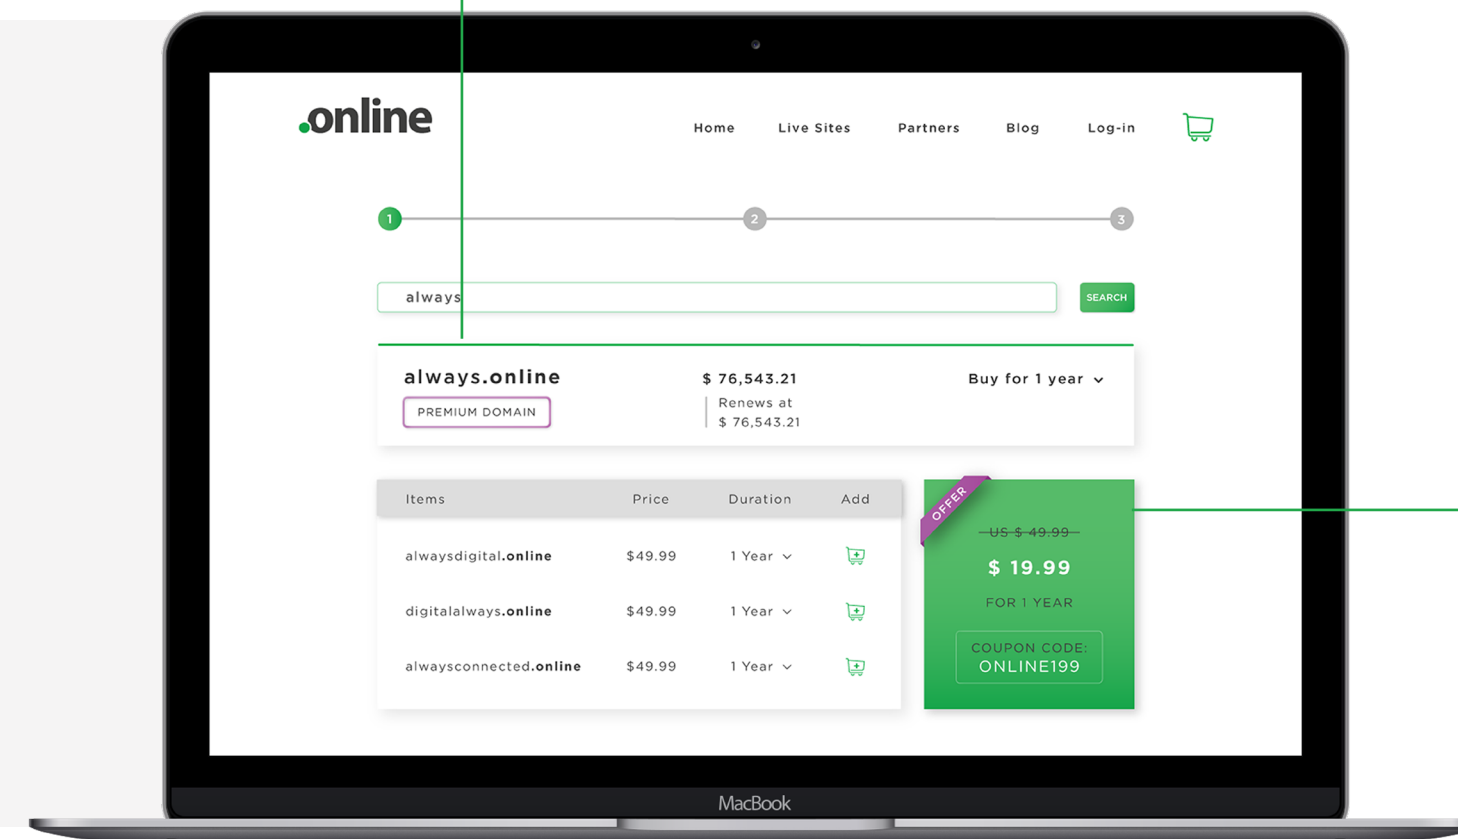 .online
Home Live Sites Partners Blog Log-in
1 2 3
always
SEARCH
always.online
$ 76,543.21
Buy for 1 year
PREMIUM DOMAIN
Renews at
$ 76,543.21
Items Price Duration Add
alwaysdigital.online $49.99 1 Year
digitalalways.online $49.99 1 Year
alwaysconnected.online $49.99 1 Year
OFFER
US $ 49.99
$ 19.99
FOR 1 YEAR
COUPON CODE:
ONLINE199
MacBook